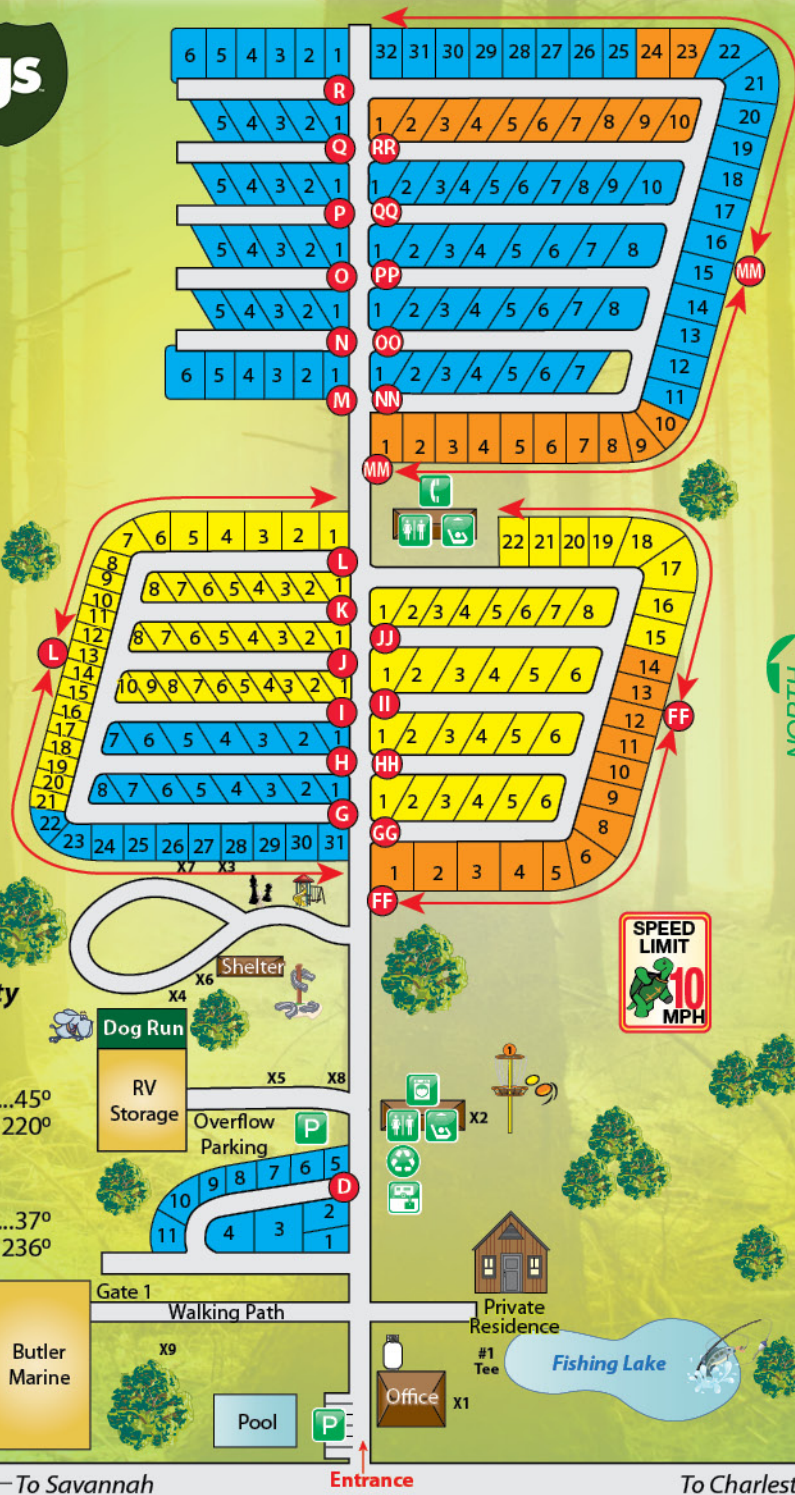 gs
6 5 4 3 2 1
32 31 30 29 28 27 26 25 24 23 22
21
20
19
18
17
16
15
14
13
12
11
10
MM
R
1 2 3 4 5 6 7 8 9 10
5 4 3 2 1
Q
RR
1 2 3 4 5 6 7 8 9 10
5 4 3 2 1
P
QQ
1 2 3 4 5 6 7 8
5 4 3 2 1
O
PP
1 2 3 4 5 6 7 8
5 4 3 2 1
N
OO
1 2 3 4 5 6 7
6 5 4 3 2 1
M
NN
1 2 3 4 5 6 7 8 9
MM
7 6 5 4 3 2 1
8
9
10
11
12
13
14
15
16
17
18
19
20
21
22
23 24 25 26 27 28 29 30 31
L
L
8 7 6 5 4 3 2 1
K
8 7 6 5 4 3 2 1
J
10 9 8 7 6 5 4 3 2 1
I
7 6 5 4 3 2 1
H
8 7 6 5 4 3 2 1
G
22 21 20 19 18
17
16
15
14
13
12
11
10
9
8
6
FF
1 2 3 4 5 6 7 8
JJ
1 2 3 4 5 6
II
1 2 3 4 5 6
HH
1 2 3 4 5 6
GG
1 2 3 4 5
FF
NORTH
X7 X3
Shelter
X6
X4
SPEED
LIMIT
10
MPH
ty
Dog Run
RV
Storage
X5 X8
Overflow
Parking
P
...45º
220º
1
X2
10 9 8 7 6 5
D
11 4 3 2
1
...37º
236º
Gate 1
Walking Path
Private
Residence
Butler
Marine
X9
#1
Tee
Fishing Lake
Office
X1
Pool
P
Entrance
To Savannah
To Charlest